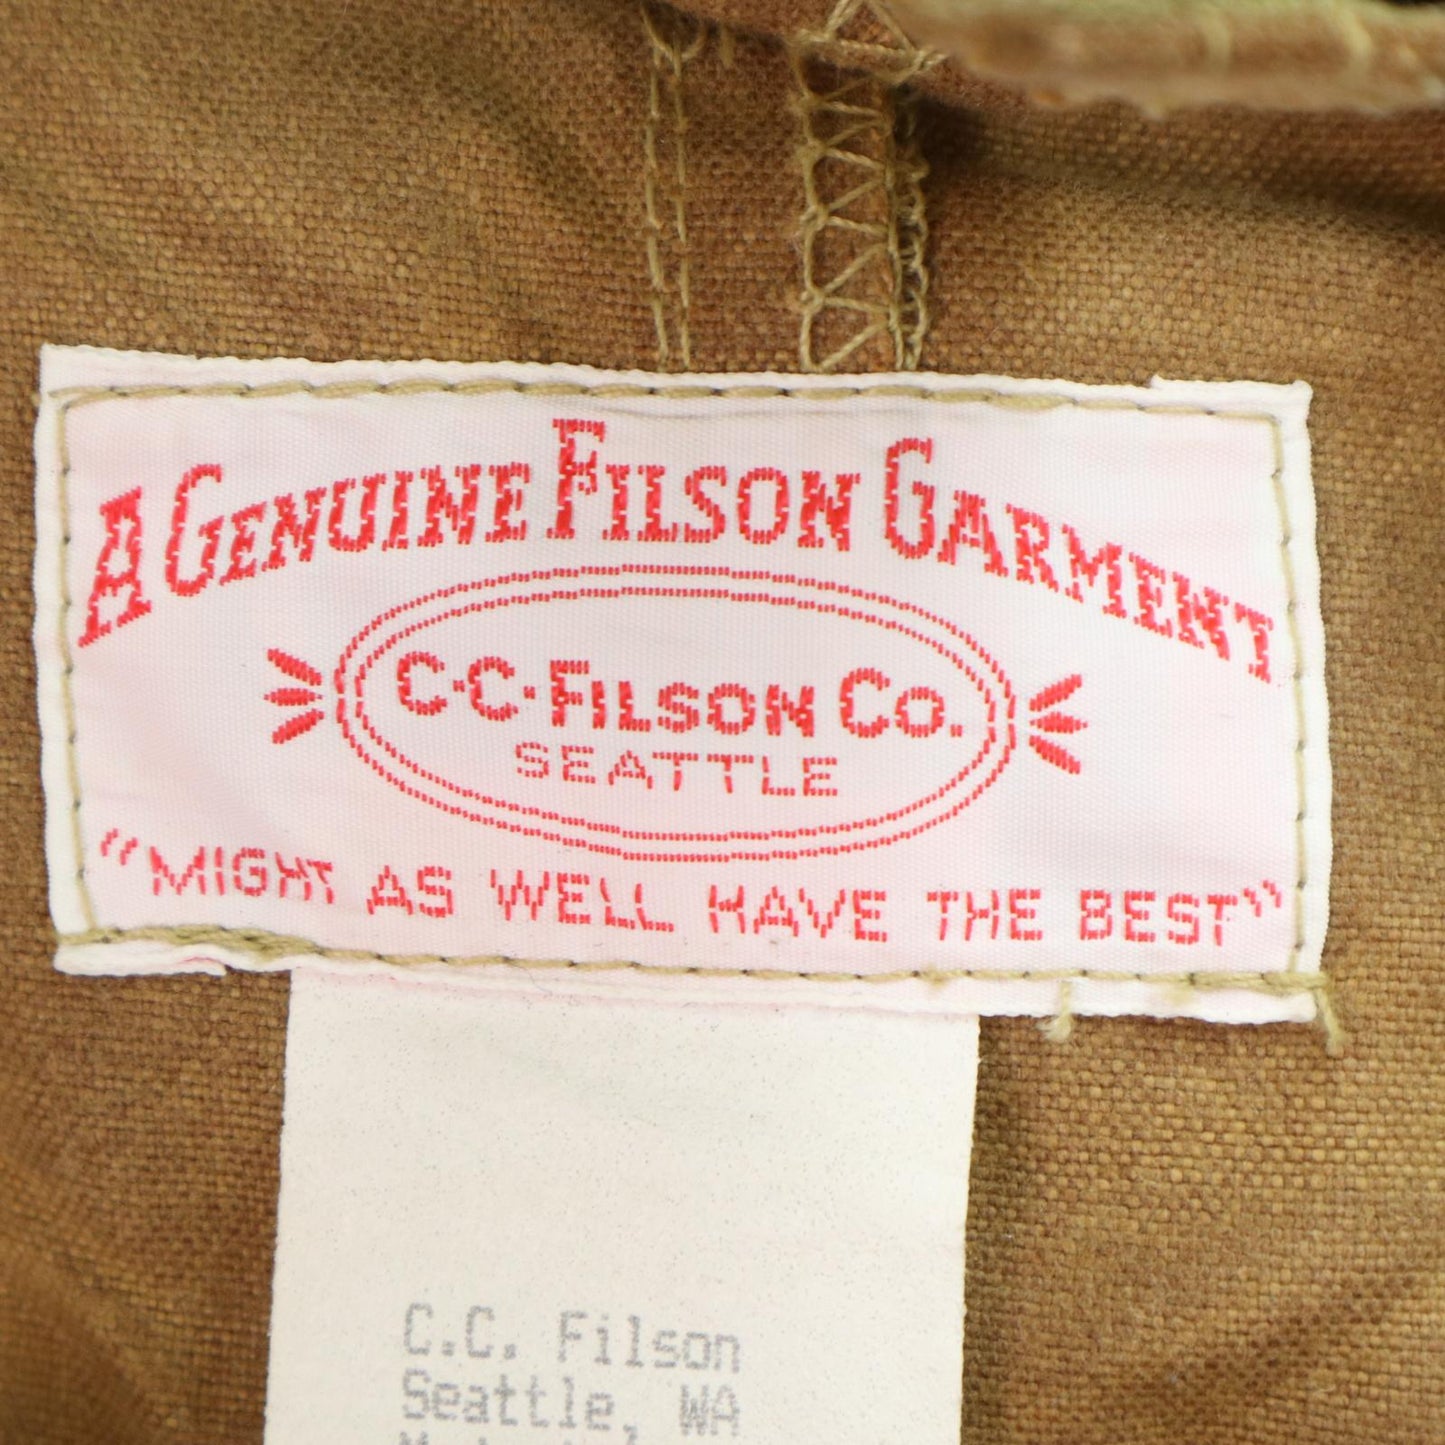 A GENUINE FILSON GARMENT
C·C·FILSON CO.
SEATTLE
"MIGHT AS WELL HAVE THE BEST"
C.C. Filson
Seattle, WA